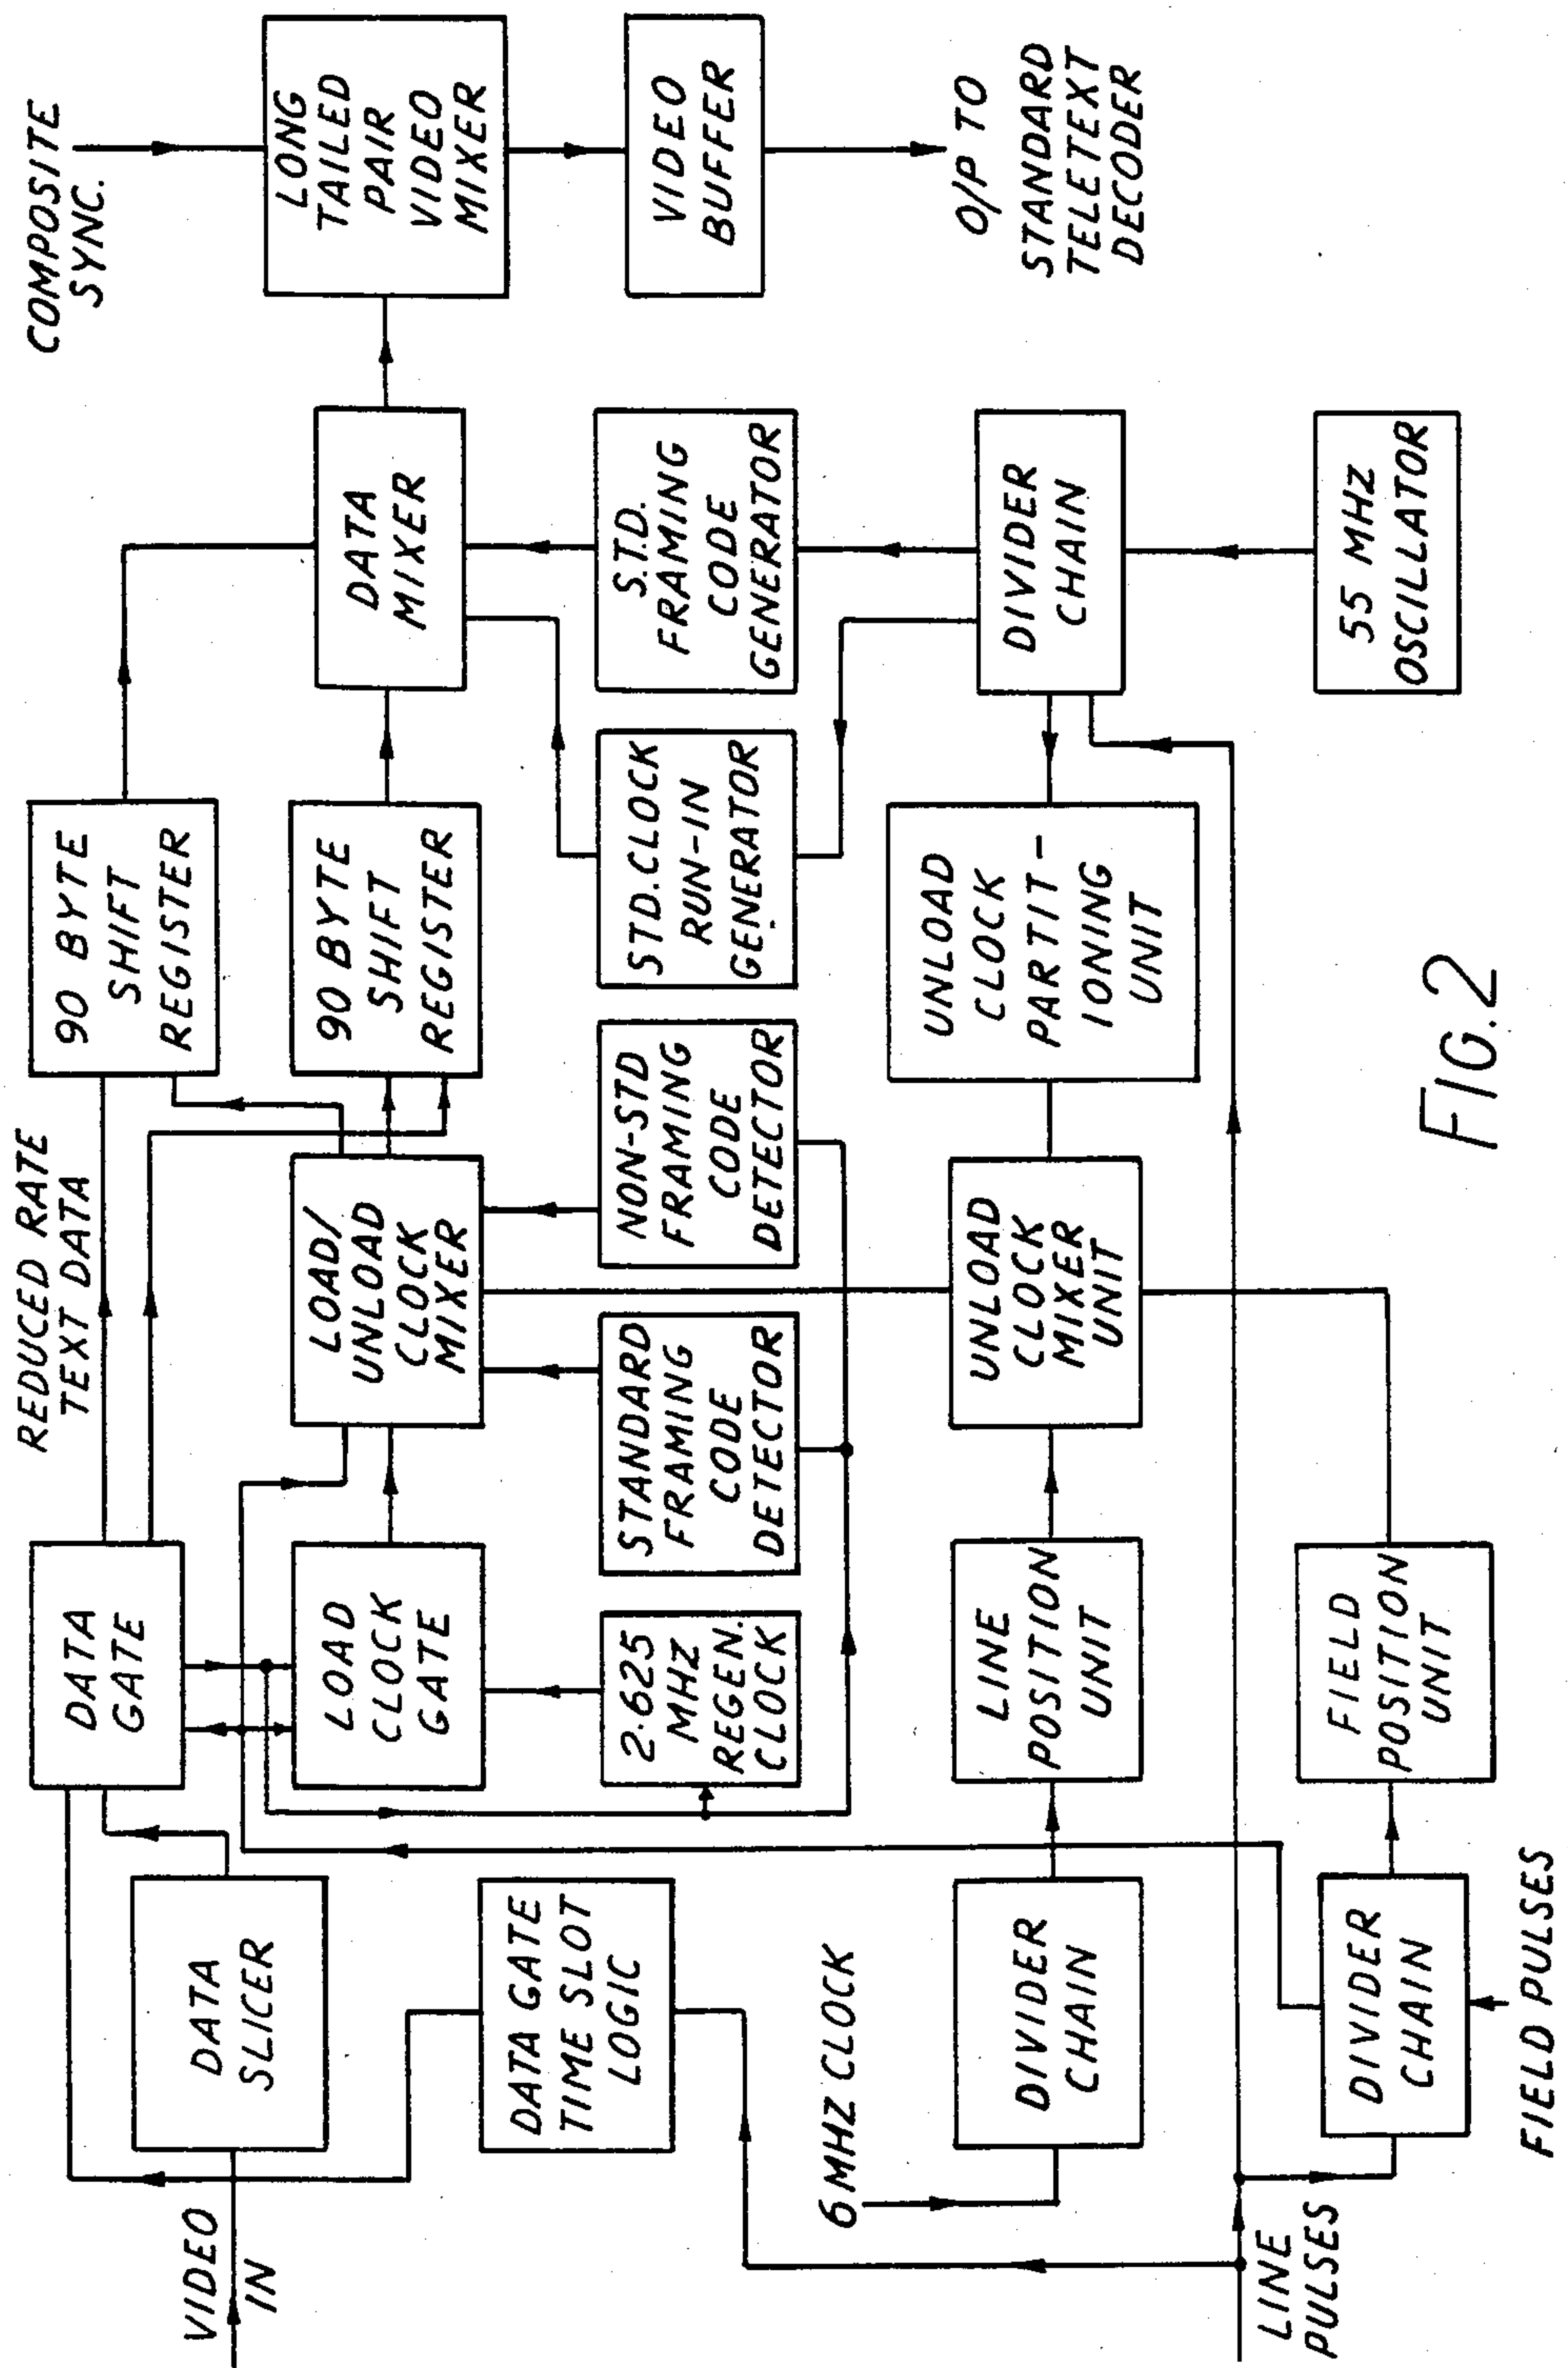 VIDEO
IN
DATA
SLICER
DATA GATE
TIME SLOT
LOGIC
6 MHZ CLOCK
DIVIDER
CHAIN
LINE
PULSES
DIVIDER
CHAIN
FIELD PULSES
DATA
GATE
LOAD
CLOCK
GATE
2.625
MHZ
REGEN.
CLOCK
LINE
POSITION
UNIT
FIELD
POSITION
UNIT
REDUCED RATE
TEXT DATA
LOAD/
UNLOAD
CLOCK
MIXER
STANDARD
FRAMING
CODE
DETECTOR
NON-STD
FRAMING
CODE
DETECTOR
UNLOAD
CLOCK
MIXER
UNIT
90 BYTE
SHIFT
REGISTER
90 BYTE
SHIFT
REGISTER
STD.CLOCK
RUN-IN
GENERATOR
UNLOAD
CLOCK
PARTIT-
IONING
UNIT
DATA
MIXER
S.T.D.
FRAMING
CODE
GENERATOR
DIVIDER
CHAIN
55 MHZ
OSCILLATOR
COMPOSITE
SYNC.
LONG
TAILED
PAIR
VIDEO
MIXER
VIDEO
BUFFER
O/P TO
STANDARD
TELETEXT
DECODER
FIG.2